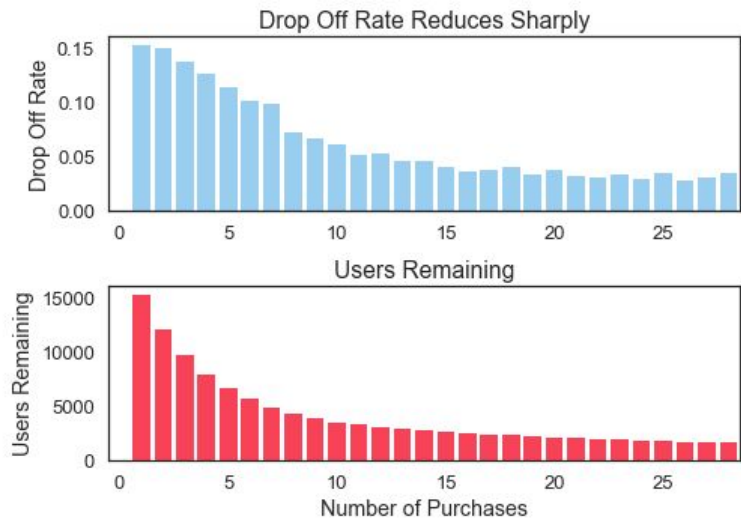 Drop Off Rate Reduces Sharply
0.15
0.10
0.05
0.00
Drop Off Rate
0 5 10 15 20 25
Users Remaining
15000
10000
5000
0
Users Remaining
0 5 10 15 20 25
Number of Purchases